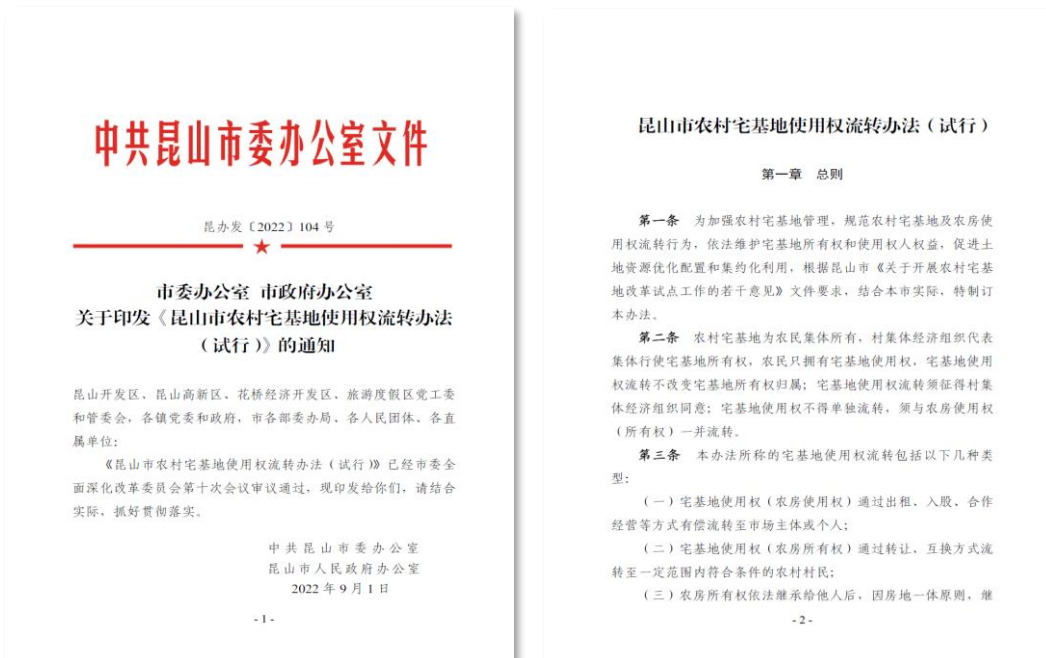 中共昆山市委办公室文件
昆办发〔2022〕104 号
市委办公室 市政府办公室
关于印发《昆山市农村宅基地使用权流转办法
（试行）》的通知
昆山开发区、昆山高新区、花桥经济开发区、旅游度假区党工委
和管委会，各镇党委和政府，市各部委办局、各人民团体、各直
属单位：
《昆山市农村宅基地使用权流转办法（试行）》已经市委全
面深化改革委员会第十次会议审议通过，现印发给你们，请结合
实际，抓好贯彻落实。
中共昆山市委办公室
昆山市人民政府办公室
2022 年 9 月 1 日
- 1 -
昆山市农村宅基地使用权流转办法（试行）
第一章 总则
第一条 为加强农村宅基地管理，规范农村宅基地及农房使
用权流转行为，依法维护宅基地所有权和使用权人权益，促进土
地资源优化配置和集约化利用，根据昆山市《关于开展农村宅基
地改革试点工作的若干意见》文件要求，结合本市实际，特制订
本办法。
第二条 农村宅基地为农民集体所有，村集体经济组织代表
集体行使宅基地所有权，农民只拥有宅基地使用权，宅基地使用
权流转不改变宅基地所有权归属；宅基地使用权流转须征得村集
体经济组织同意；宅基地使用权不得单独流转，须与农房使用权
（所有权）一并流转。
第三条 本办法所称的宅基地使用权流转包括以下几种类
型：
（一）宅基地使用权（农房使用权）通过出租、入股、合作
经营等方式有偿流转至市场主体或个人；
（二）宅基地使用权（农房所有权）通过转让、互换方式流
转至一定范围内符合条件的农村村民；
（三）农房所有权依法继承给他人后，因房地一体原则，继
- 2 -